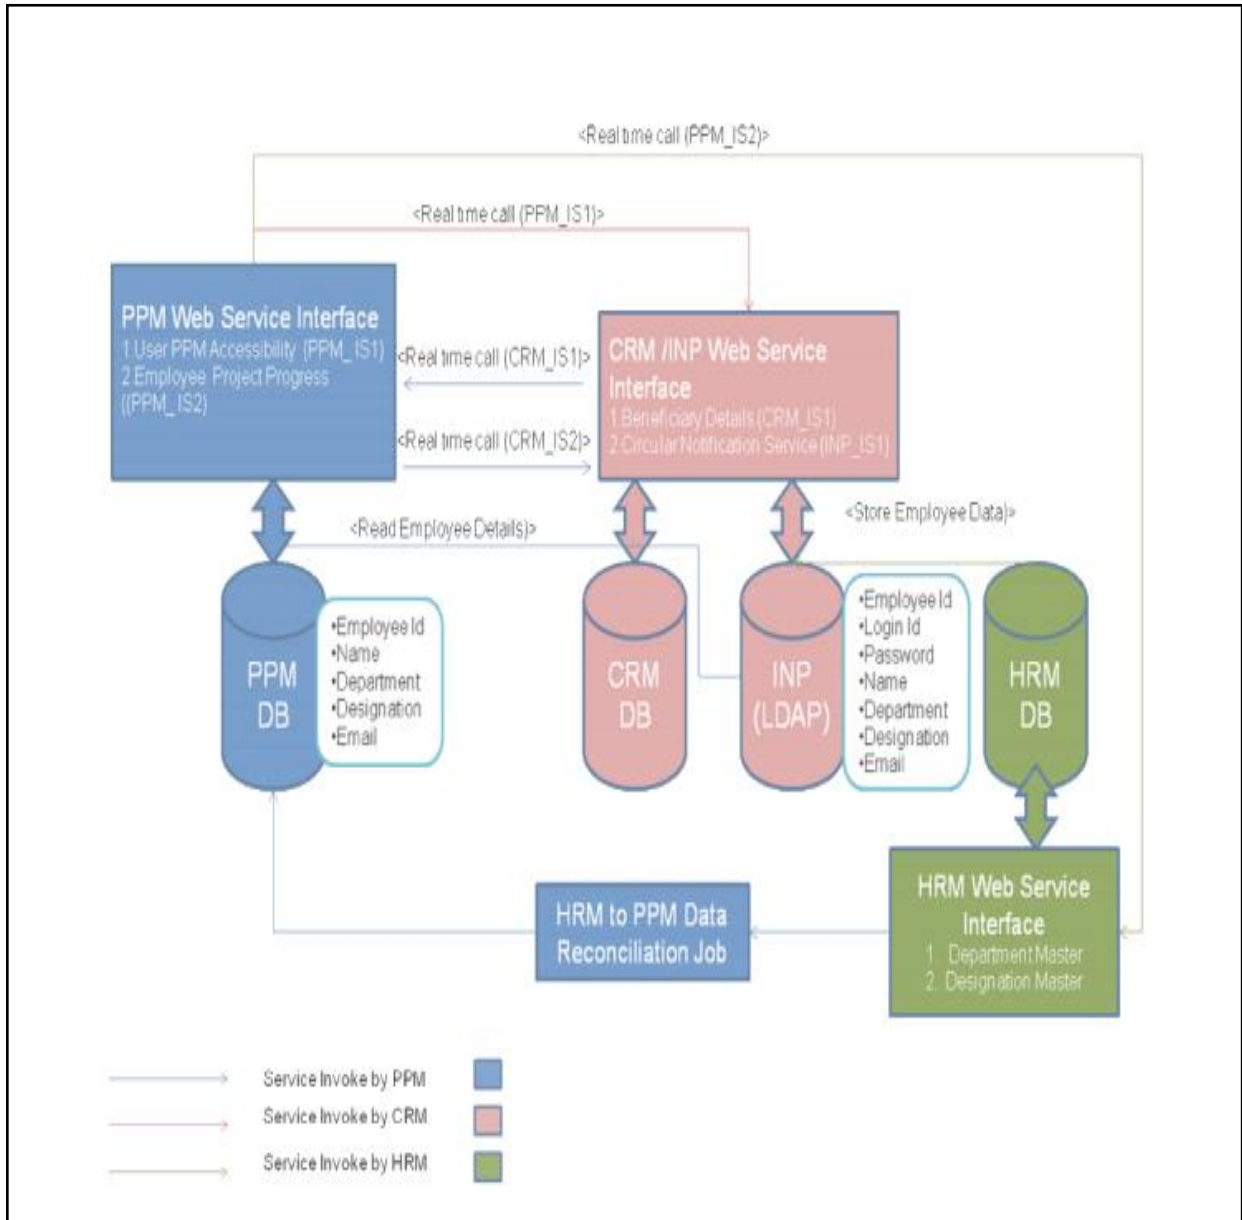 <Real time call (PPM_IS2)>
<Real time call (PPM_IS1)>
PPM Web Service Interface
1.User PPM Accessibility (PPM_IS1)
2.Employee Project Progress
((PPM_IS2)
<Real time call (CRM_IS1)>
<Real time call (CRM_IS2)>
CRM /INP Web Service
Interface
1.Beneficiary Details (CRM_IS1)
2.Circular Notification Service (INP_IS1)
<Read Employee Details)>
<Store Employee Data)>
PPM
DB
•Employee Id
•Name
•Department
•Designation
•Email
CRM
DB
INP
(LDAP)
•Employee Id
•Login Id
•Password
•Name
•Department
•Designation
•Email
HRM
DB
HRM to PPM Data
Reconciliation Job
HRM Web Service
Interface
1. Department Master
2. Designation Master
Service Invoke by PPM
Service Invoke by CRM
Service Invoke by HRM